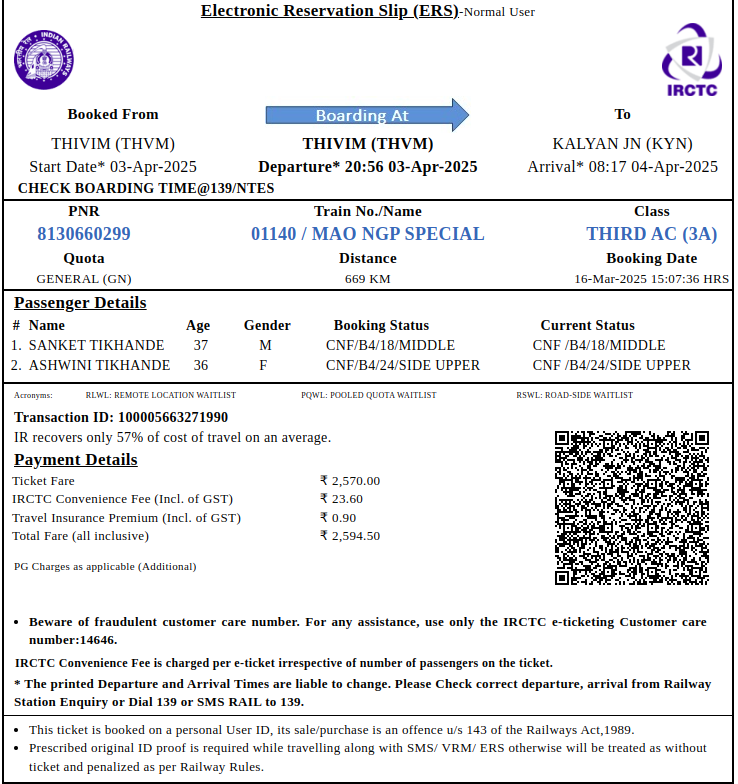 Electronic Reservation Slip (ERS)-Normal User
INDIAN RAILWAYS
भारतीय रेल
IRCTC
Booked From Boarding At To
THIVIM (THVM) THIVIM (THVM) KALYAN JN (KYN)
Start Date* 03-Apr-2025 Departure* 20:56 03-Apr-2025 Arrival* 08:17 04-Apr-2025
CHECK BOARDING TIME@139/NTES
PNR Train No./Name Class
8130660299 01140 / MAO NGP SPECIAL THIRD AC (3A)
Quota Distance Booking Date
GENERAL (GN) 669 KM 16-Mar-2025 15:07:36 HRS
Passenger Details
# Name Age Gender Booking Status Current Status
1. SANKET TIKHANDE 37 M CNF/B4/18/MIDDLE CNF /B4/18/MIDDLE
2. ASHWINI TIKHANDE 36 F CNF/B4/24/SIDE UPPER CNF /B4/24/SIDE UPPER
Acronyms: RLWL: REMOTE LOCATION WAITLIST PQWL: POOLED QUOTA WAITLIST RSWL: ROAD-SIDE WAITLIST
Transaction ID: 100005663271990
IR recovers only 57% of cost of travel on an average.
Payment Details
Ticket Fare ₹ 2,570.00
IRCTC Convenience Fee (Incl. of GST) ₹ 23.60
Travel Insurance Premium (Incl. of GST) ₹ 0.90
Total Fare (all inclusive) ₹ 2,594.50
PG Charges as applicable (Additional)
• Beware of fraudulent customer care number. For any assistance, use only the IRCTC e-ticketing Customer care
number:14646.
IRCTC Convenience Fee is charged per e-ticket irrespective of number of passengers on the ticket.
* The printed Departure and Arrival Times are liable to change. Please Check correct departure, arrival from Railway
Station Enquiry or Dial 139 or SMS RAIL to 139.
• This ticket is booked on a personal User ID, its sale/purchase is an offence u/s 143 of the Railways Act,1989.
• Prescribed original ID proof is required while travelling along with SMS/ VRM/ ERS otherwise will be treated as without
ticket and penalized as per Railway Rules.